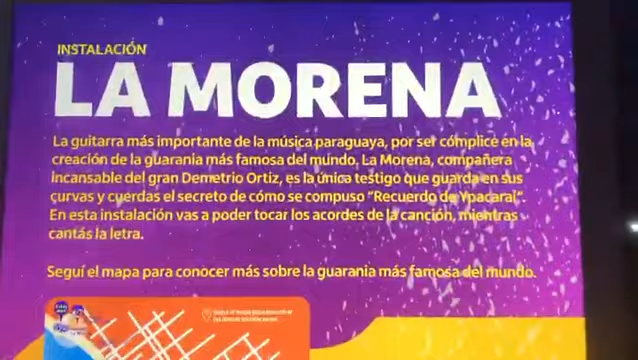 INSTALACIÓN
LA MORENA
La guitarra más importante de la música paraguaya, por ser cómplice en la
creación de la guarania más famosa del mundo. La Morena, compañera
incansable del gran Demetrio Ortiz, es la única testigo que guarda en sus
curvas y cuerdas el secreto de cómo se compuso "Recuerdo de Ypacaraí".
En esta instalación vas a poder tocar los acordes de la canción, mientras
cantás la letra.
Seguí el mapa para conocer más sobre la guarania más famosa del mundo.